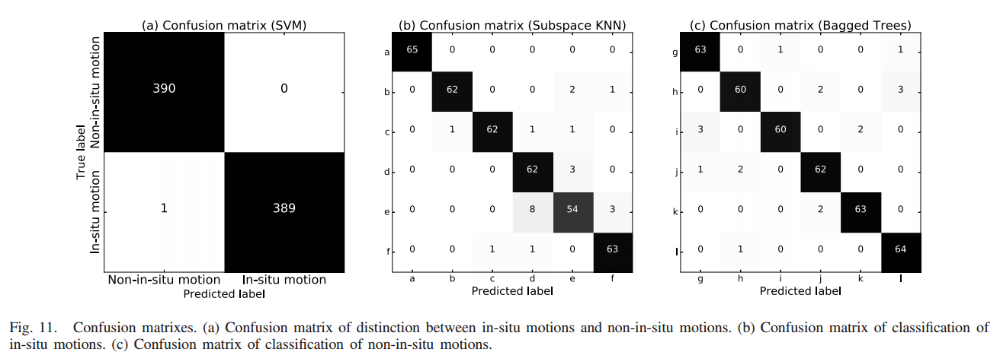 (a) Confusion matrix (SVM)
True label
Non-in-situ motion
In-situ motion
390 0
1 389
Non-in-situ motion In-situ motion
Predicted label
(b) Confusion matrix (Subspace KNN)
a 65 0 0 0 0 0
b 0 62 0 0 2 1
c 0 1 62 1 1 0
d 0 0 0 62 3 0
e 0 0 0 8 54 3
f 0 0 1 1 0 63
a b c d e f
Predicted label
(c) Confusion matrix (Bagged Trees)
g 63 0 1 0 0 1
h 0 60 0 2 0 3
i 3 0 60 0 2 0
j 1 2 0 62 0 0
k 0 0 0 2 63 0
l 0 1 0 0 0 64
g h i j k l
Predicted label
Fig. 11. Confusion matrixes. (a) Confusion matrix of distinction between in-situ motions and non-in-situ motions. (b) Confusion matrix of classification of
in-situ motions. (c) Confusion matrix of classification of non-in-situ motions.